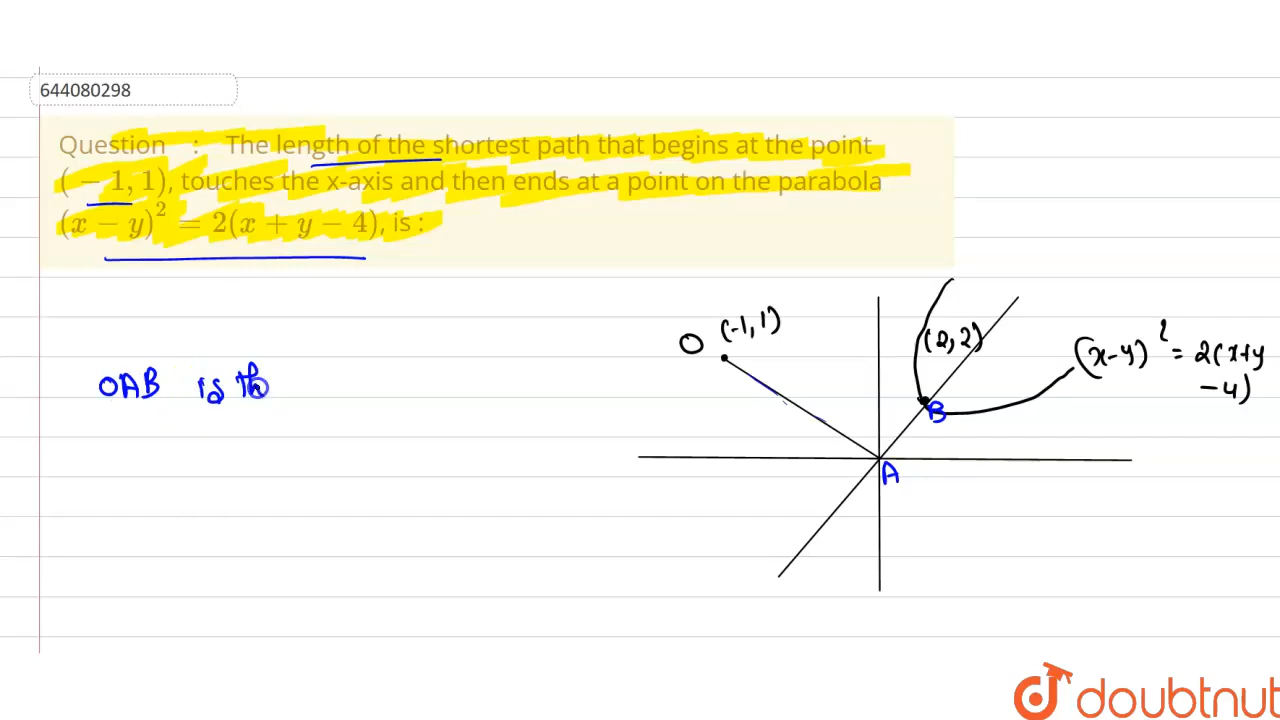 644080298
Question : The length of the shortest path that begins at the point
(−1, 1), touches the x-axis and then ends at a point on the parabola
(x − y)² = 2(x + y − 4), is :
O (-1, 1)
(2, 2)
(x-y)² = 2(x+y
-4)
OAB is th
B
A
doubtnut